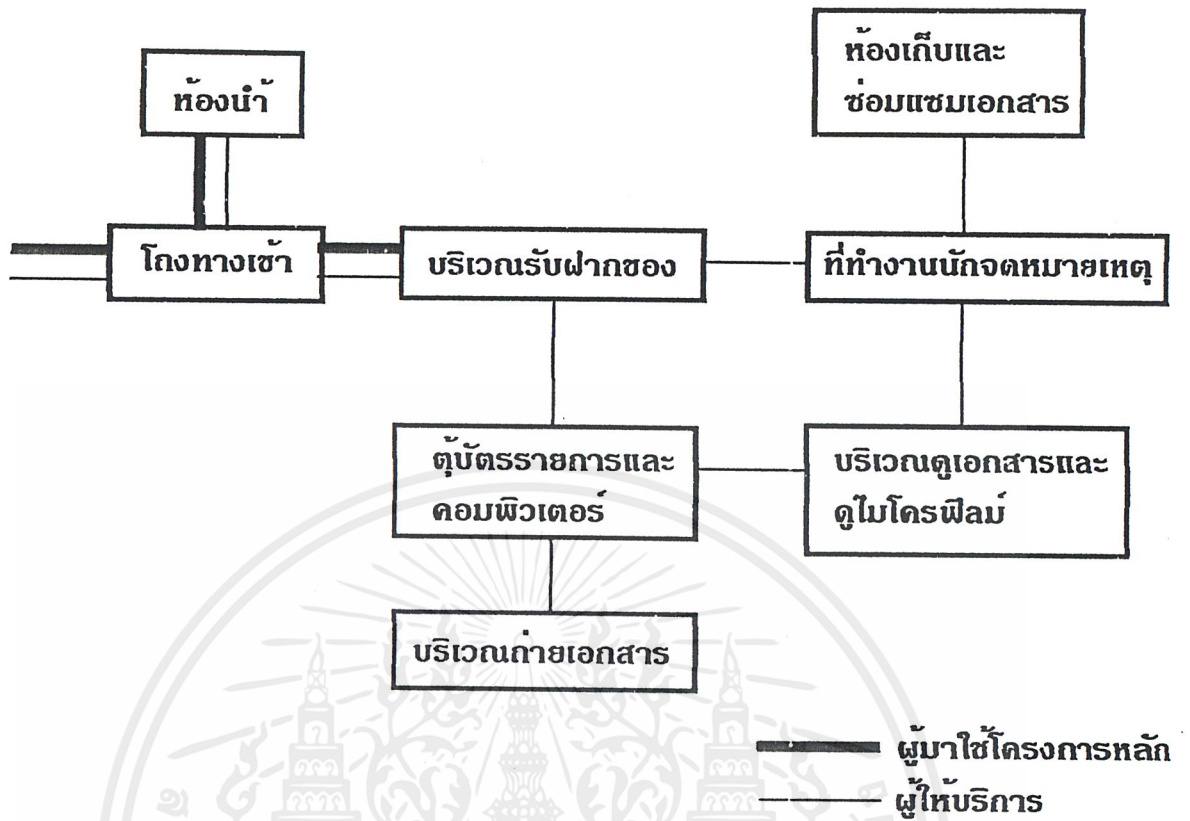 ห้องน้ำ
ห้องเก็บและ
ซ่อมแซมเอกสาร
โถงทางเข้า
บริเวณรับฝากของ
ที่ทำงานนักจดหมายเหตุ
ตู้บัตรรายการและ
คอมพิวเตอร์
บริเวณดูเอกสารและ
ดูไมโครฟิลม์
บริเวณถ่ายเอกสาร
ผู้มาใช้โครงการหลัก
ผู้ให้บริการ